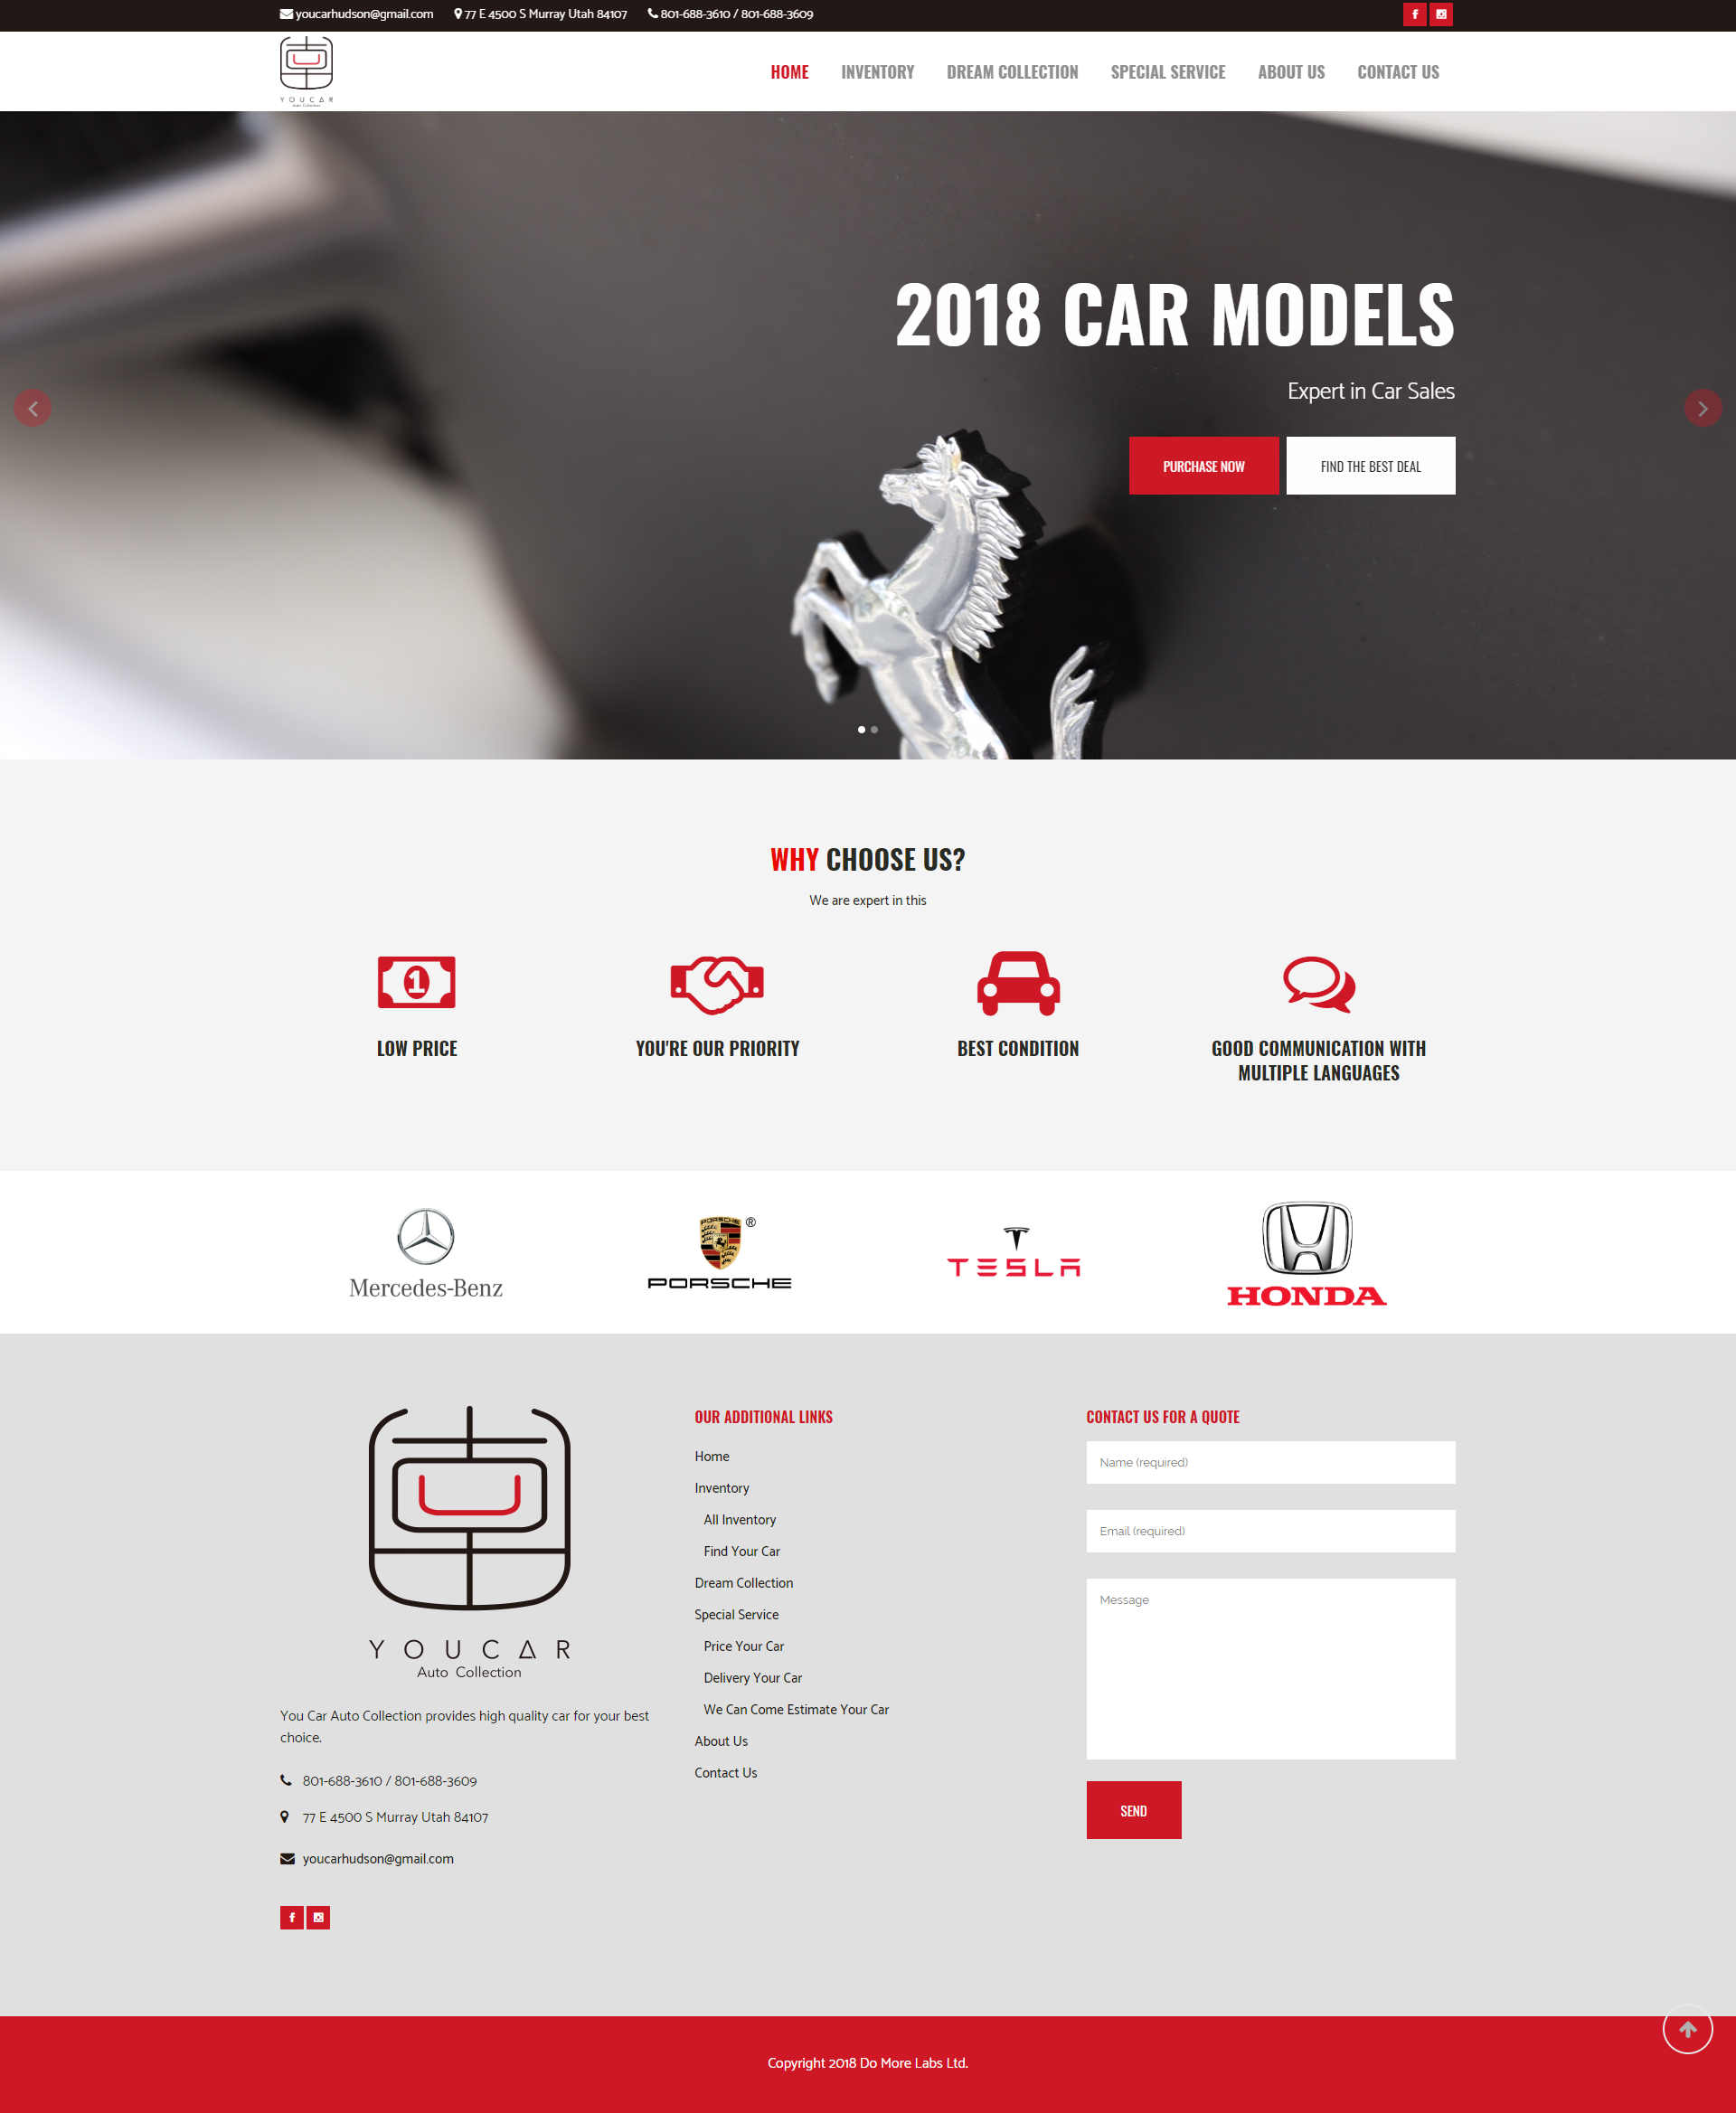 youcarhudson@gmail.com 77 E 4500 S Murray Utah 84107 801-688-3610 / 801-688-3609
YOUCAR
Auto Collection
HOME INVENTORY DREAM COLLECTION SPECIAL SERVICE ABOUT US CONTACT US
2018 CAR MODELS
Expert in Car Sales
PURCHASE NOW FIND THE BEST DEAL
WHY CHOOSE US?
We are expert in this
1
LOW PRICE
YOU'RE OUR PRIORITY
BEST CONDITION
GOOD COMMUNICATION WITH
MULTIPLE LANGUAGES
Mercedes-Benz
PORSCHE
®
PORSCHE
TESLA
HONDA
YOUCAR
Auto Collection
You Car Auto Collection provides high quality car for your best
choice.
801-688-3610 / 801-688-3609
77 E 4500 S Murray Utah 84107
youcarhudson@gmail.com
OUR ADDITIONAL LINKS
Home
Inventory
All Inventory
Find Your Car
Dream Collection
Special Service
Price Your Car
Delivery Your Car
We Can Come Estimate Your Car
About Us
Contact Us
CONTACT US FOR A QUOTE
Name (required)
Email (required)
Message
SEND
Copyright 2018 Do More Labs Ltd.